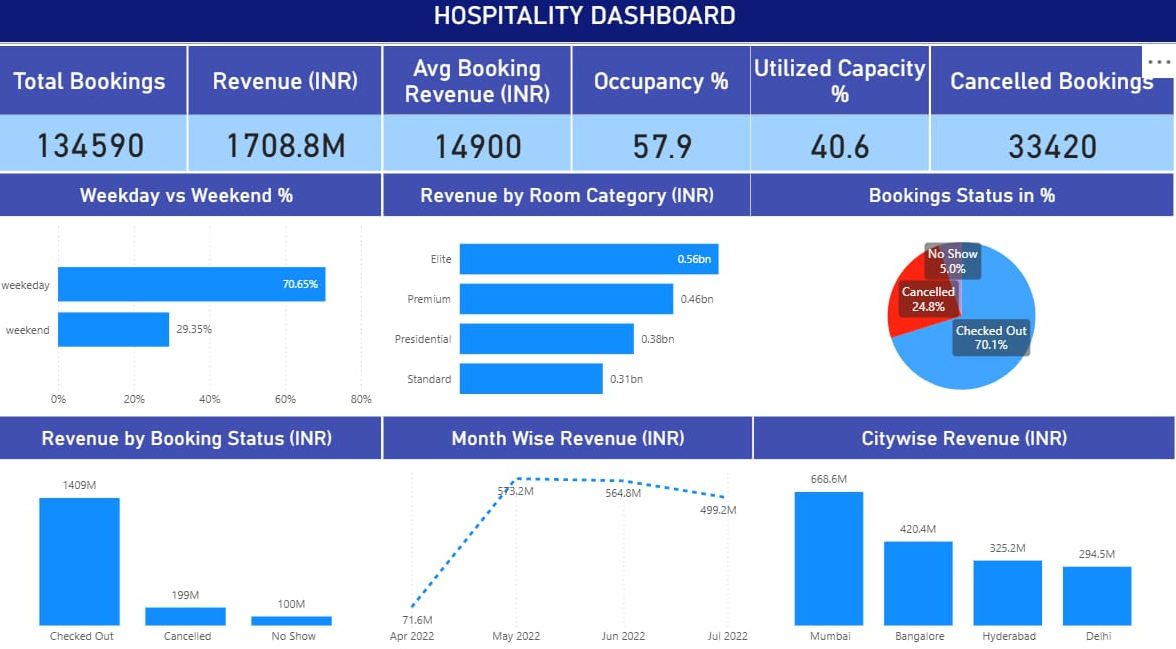 HOSPITALITY DASHBOARD
Total Bookings
134590
Revenue (INR)
1708.8M
Avg Booking
Revenue (INR)
14900
Occupancy %
57.9
Utilized Capacity
%
40.6
Cancelled Bookings
33420
Weekday vs Weekend %
weekeday
70.65%
weekend
29.35%
0%
20%
40%
60%
80%
Revenue by Room Category (INR)
Elite
0.56bn
Premium
0.46bn
Presidential
0.38bn
Standard
0.31bn
Bookings Status in %
No Show
5.0%
Cancelled
24.8%
Checked Out
70.1%
Revenue by Booking Status (INR)
1409M
199M
100M
Checked Out
Cancelled
No Show
Month Wise Revenue (INR)
573.2M
564.8M
499.2M
71.6M
Apr 2022
May 2022
Jun 2022
Jul 2022
Citywise Revenue (INR)
668.6M
420.4M
325.2M
294.5M
Mumbai
Bangalore
Hyderabad
Delhi